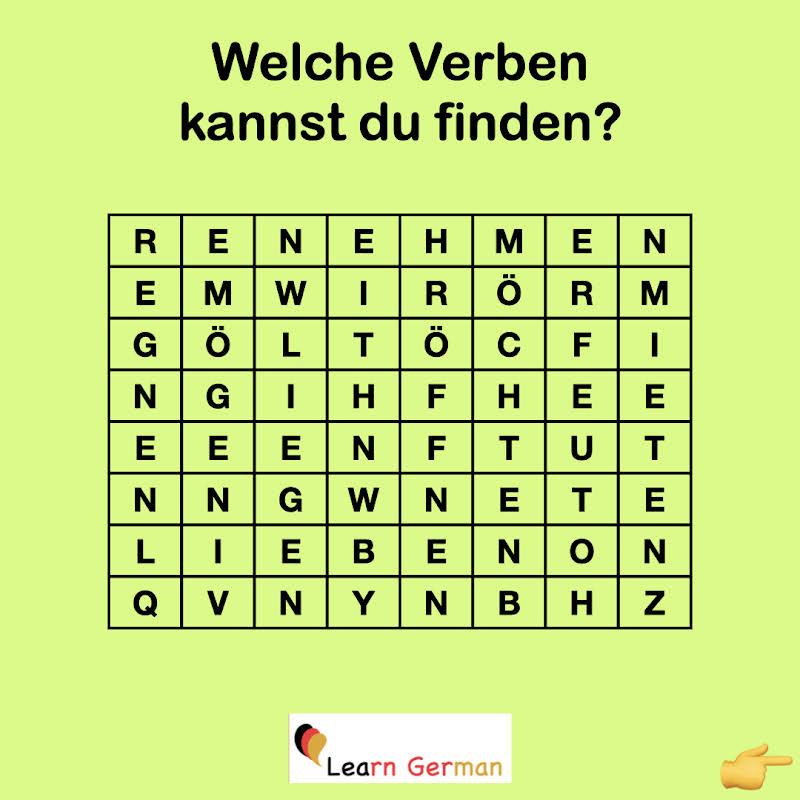 Welche Verben
kannst du finden?
R E N E H M E N
E M W I R Ö R M
G Ö L T Ö C F I
N G I H F H E E
E E E N F T U T
N N G W N E T E
L I E B E N O N
Q V N Y N B H Z
Learn German